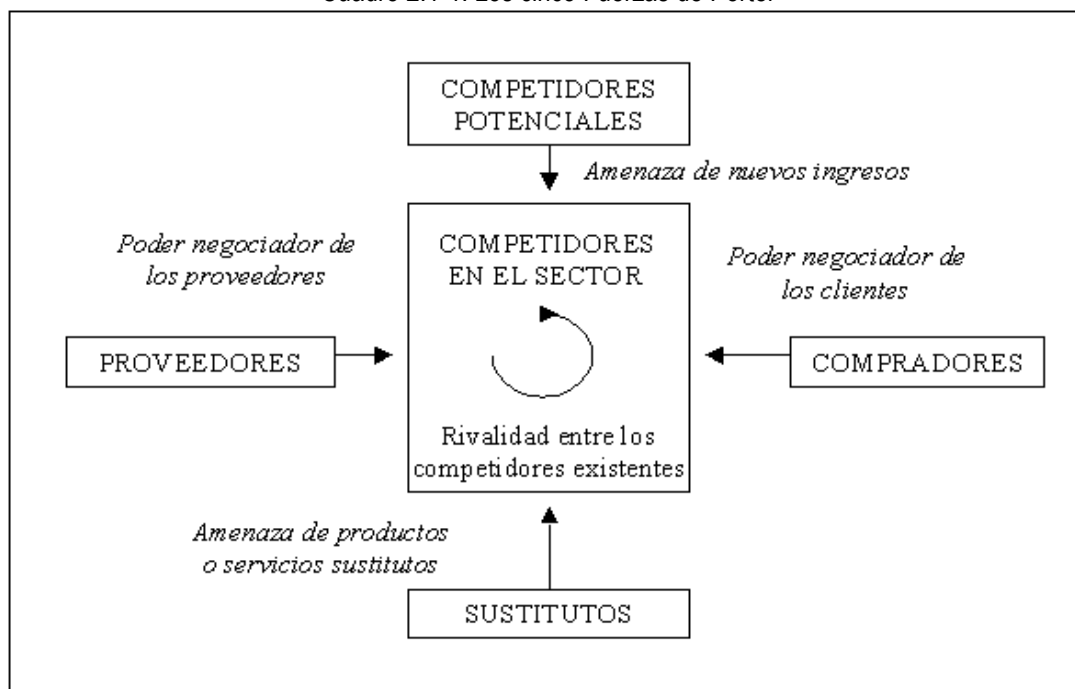 COMPETIDORES
POTENCIALES
Amenaza de nuevos ingresos
Poder negociador de
los proveedores
COMPETIDORES
EN EL SECTOR
Poder negociador de
los clientes
PROVEEDORES
COMPRADORES
Rivalidad entre los
competidores existentes
Amenaza de productos
o servicios sustitutos
SUSTITUTOS